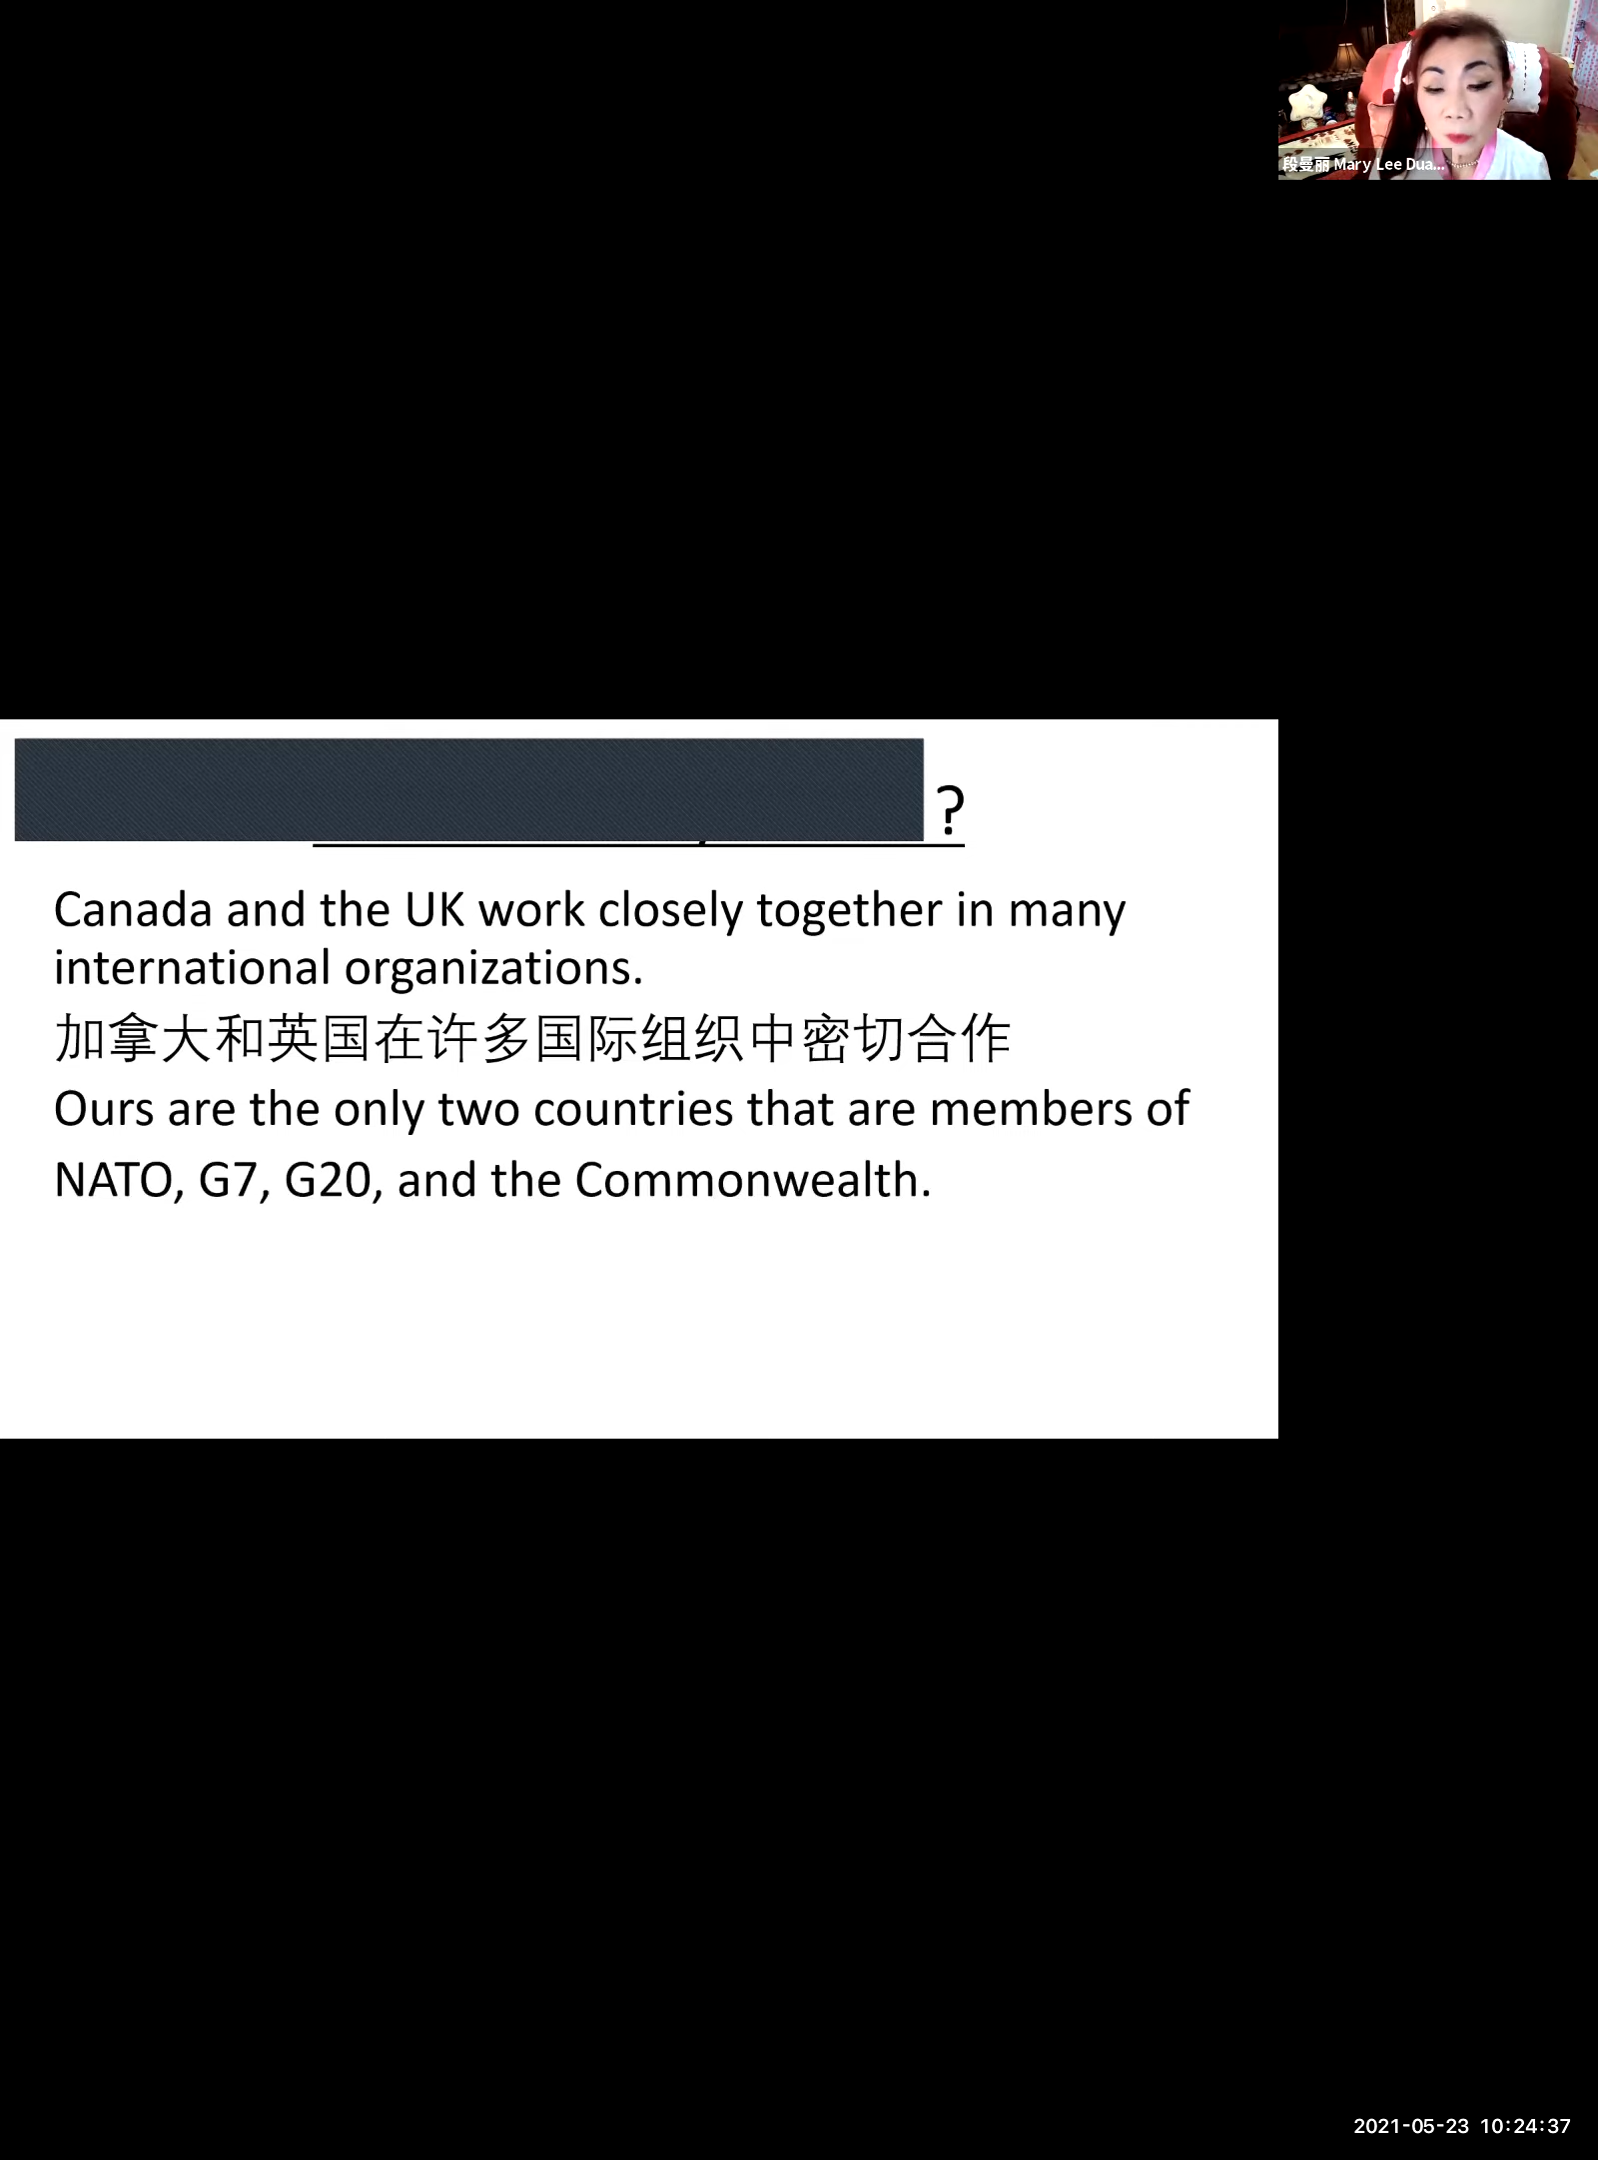 段曼丽 Mary Lee Dua...
?
Canada and the UK work closely together in many
international organizations.
加拿大和英国在许多国际组织中密切合作
Ours are the only two countries that are members of
NATO, G7, G20, and the Commonwealth.
2021-05-23 10:24:37